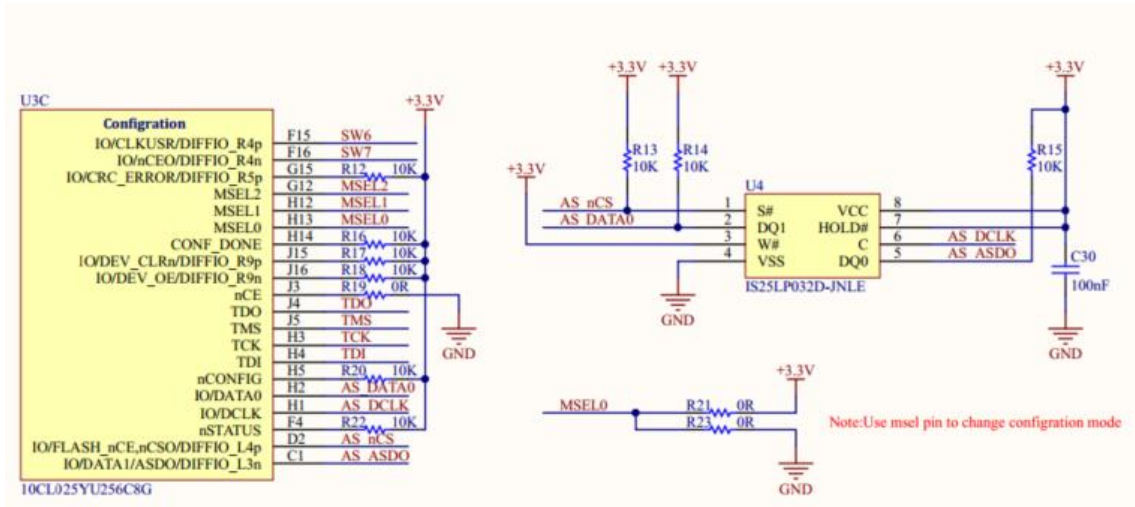 U3C
+3.3V
Configration
IO/CLKUSR/DIFFIO_R4p F15 SW6
IO/nCEO/DIFFIO_R4n F16 SW7
IO/CRC_ERROR/DIFFIO_R5p G15 R12 10K
MSEL2 G12 MSEL2
MSEL1 H12 MSEL1
MSEL0 H13 MSEL0
CONF_DONE H14 R16 10K
IO/DEV_CLRn/DIFFIO_R9p J15 R17 10K
IO/DEV_OE/DIFFIO_R9n J16 R18 10K
nCE J3 R19 0R
TDO J4 TDO
TMS J5 TMS
TCK H3 TCK
TDI H4 TDI
nCONFIG H5 R20 10K
IO/DATA0 H2 AS_DATA0
IO/DCLK H1 AS_DCLK
nSTATUS F4 R22 10K
IO/FLASH_nCE,nCSO/DIFFIO_L4p D2 AS_nCS
IO/DATA1/ASDO/DIFFIO_L3n C1 AS_ASDO
10CL025YU256C8G
GND
+3.3V +3.3V +3.3V
R13 R14 R15
10K 10K 10K
+3.3V
U4
AS_nCS 1 S# VCC 8
AS_DATA0 2 DQ1 HOLD# 7
3 W# C 6 AS_DCLK
4 VSS DQ0 5 AS_ASDO
IS25LP032D-JNLE
C30
100nF
GND
GND
+3.3V
MSEL0 R21 0R
R23 0R
GND
Note:Use msel pin to change configration mode